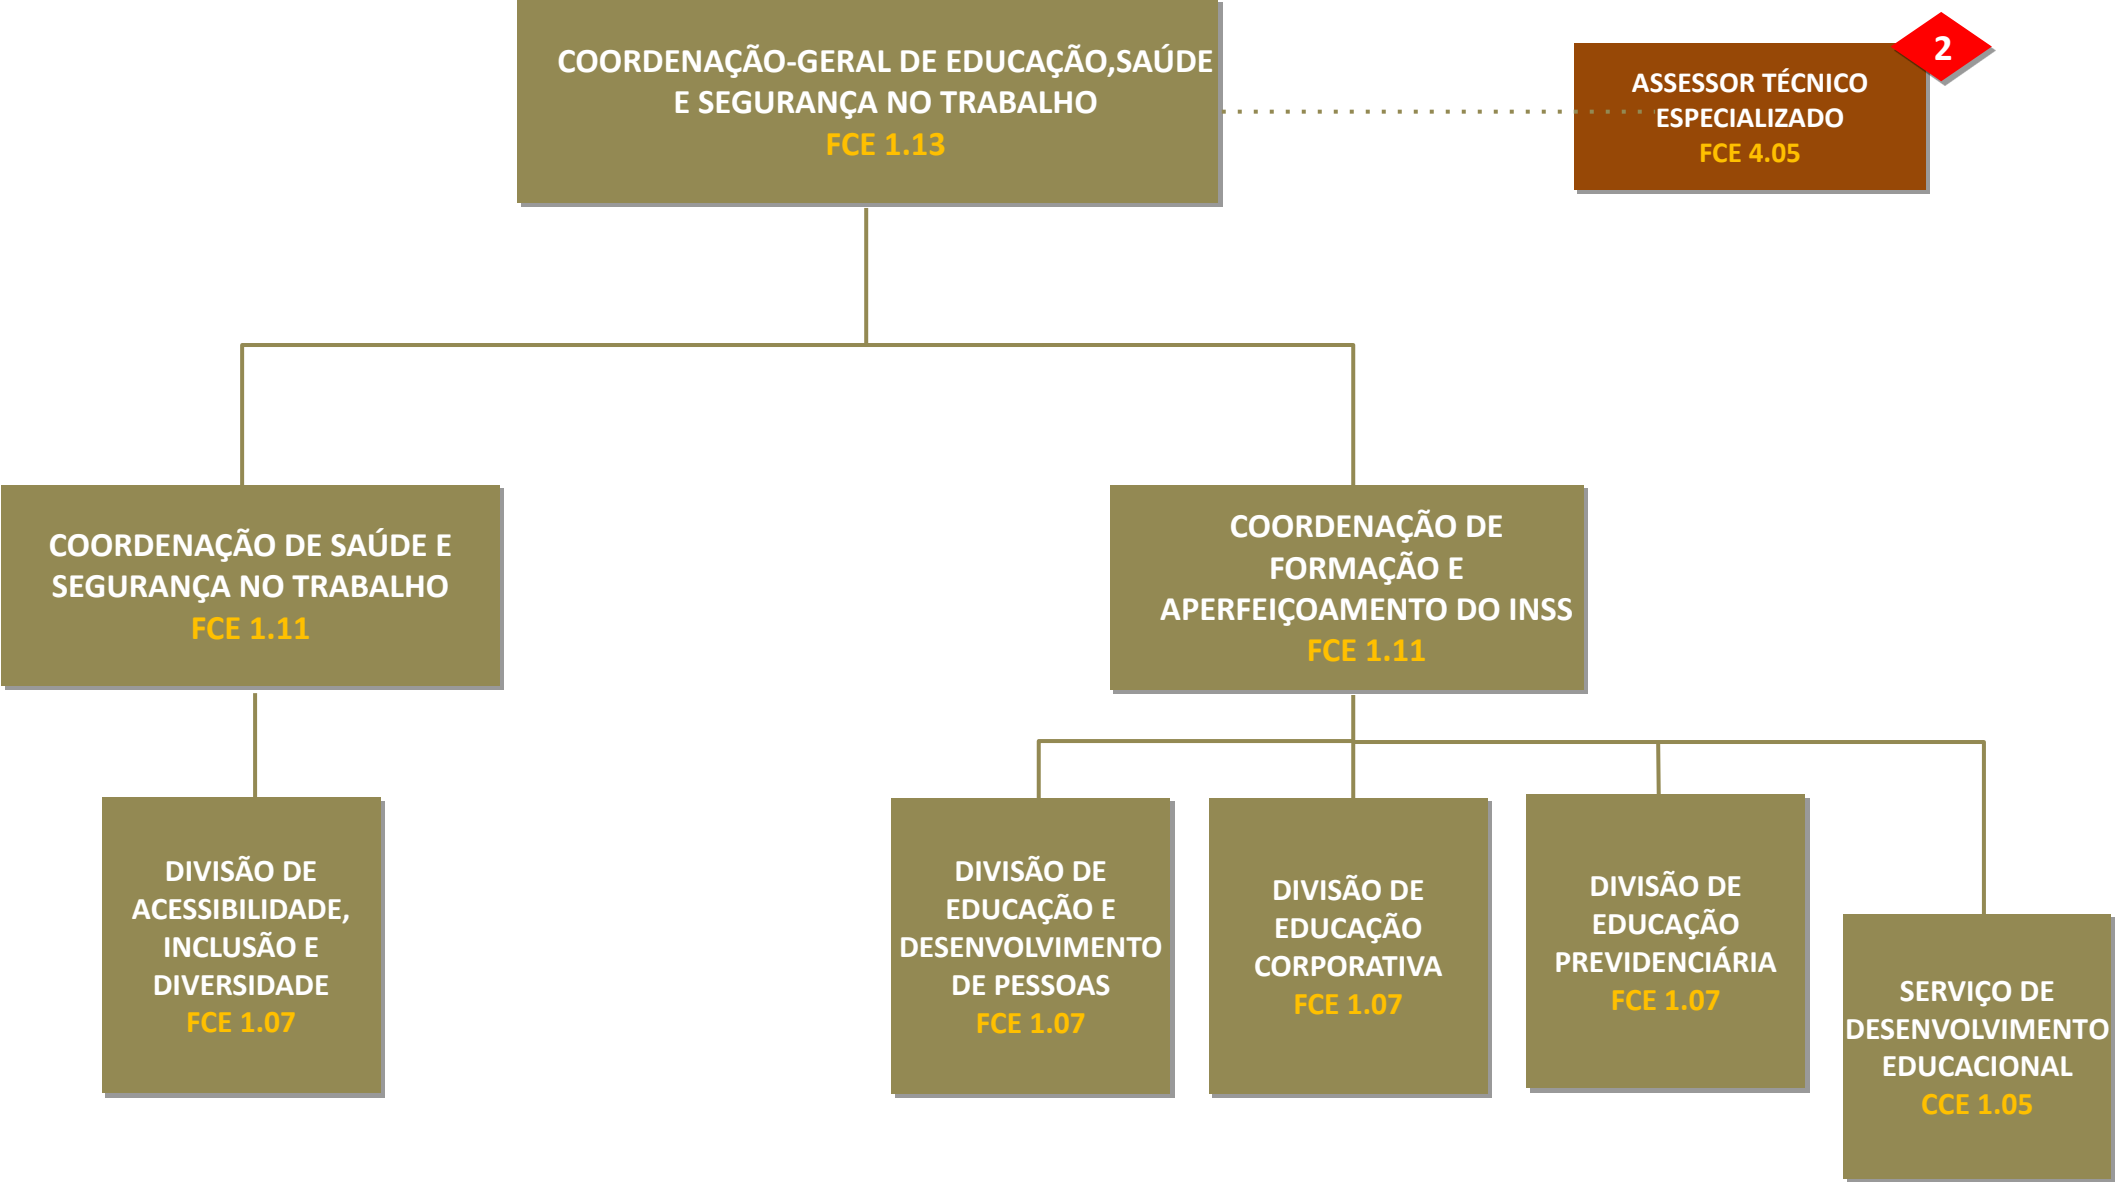 COORDENAÇÃO-GERAL DE EDUCAÇÃO,SAÚDE
E SEGURANÇA NO TRABALHO
FCE 1.13
2
ASSESSOR TÉCNICO
ESPECIALIZADO
FCE 4.05
COORDENAÇÃO DE SAÚDE E
SEGURANÇA NO TRABALHO
FCE 1.11
COORDENAÇÃO DE
FORMAÇÃO E
APERFEIÇOAMENTO DO INSS
FCE 1.11
DIVISÃO DE
ACESSIBILIDADE,
INCLUSÃO E
DIVERSIDADE
FCE 1.07
DIVISÃO DE
EDUCAÇÃO E
DESENVOLVIMENTO
DE PESSOAS
FCE 1.07
DIVISÃO DE
EDUCAÇÃO
CORPORATIVA
FCE 1.07
DIVISÃO DE
EDUCAÇÃO
PREVIDENCIÁRIA
FCE 1.07
SERVIÇO DE
DESENVOLVIMENTO
EDUCACIONAL
CCE 1.05